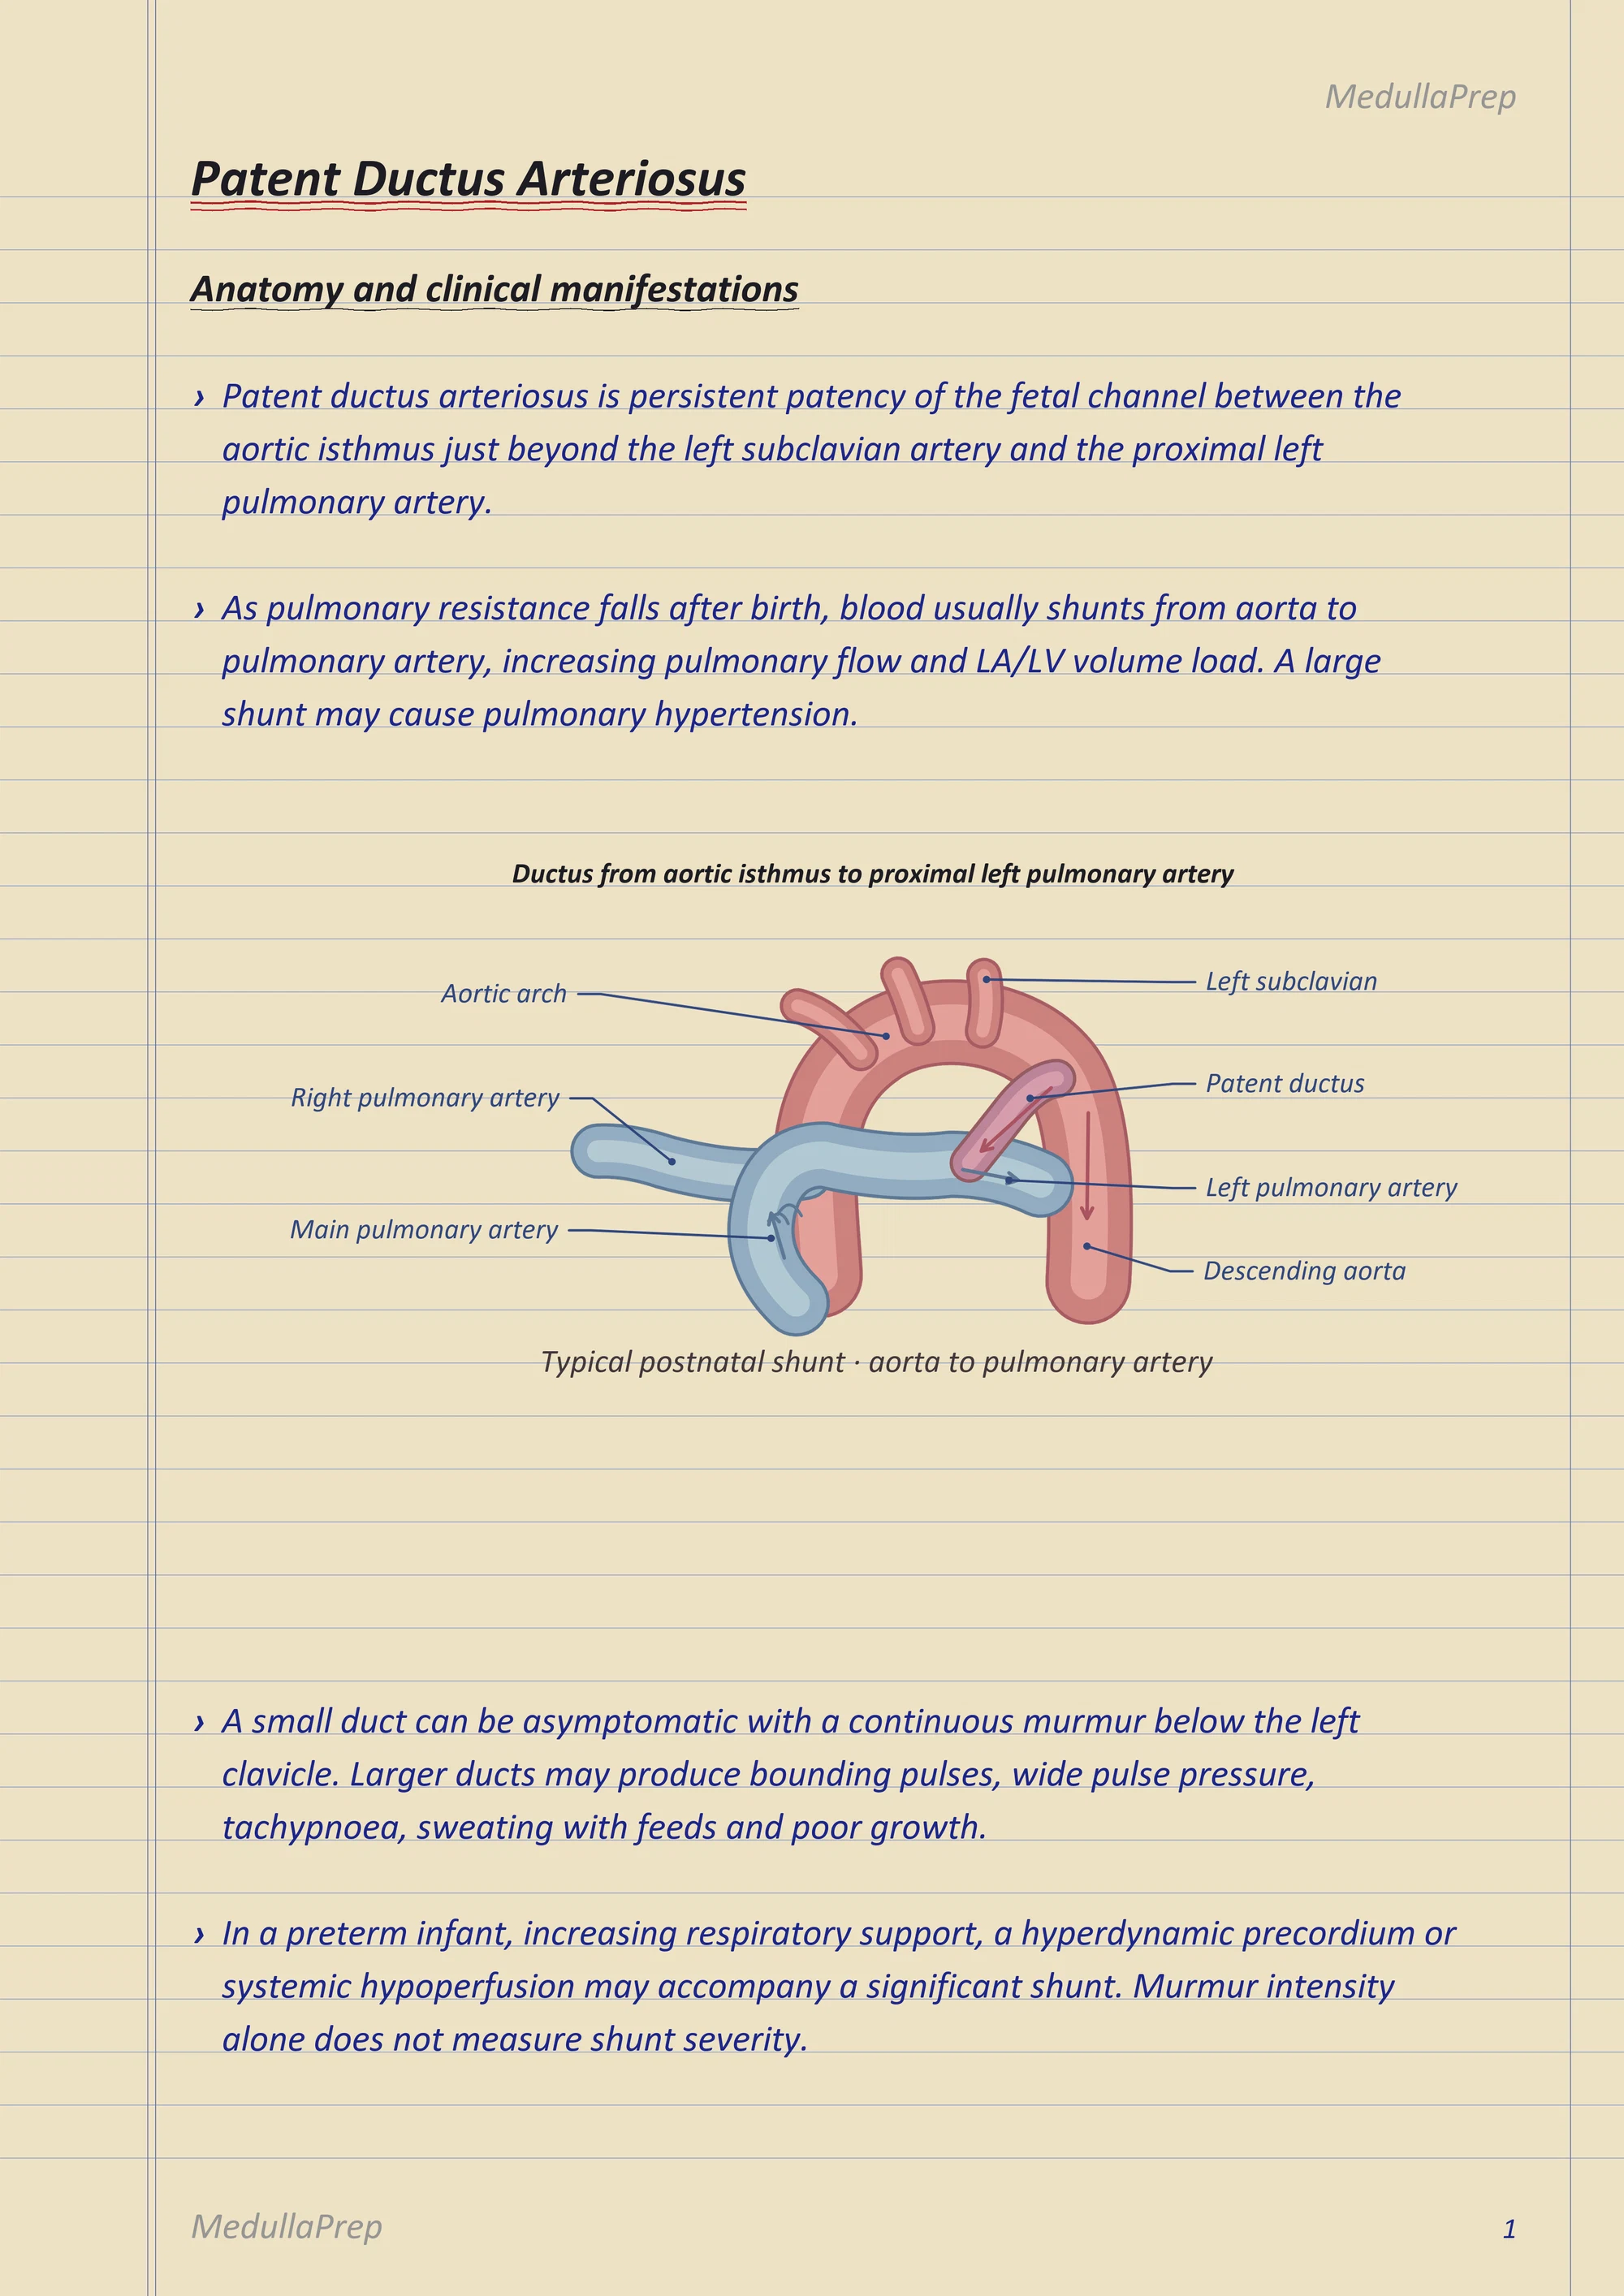 MedullaPrep
Patent Ductus Arteriosus
Anatomy and clinical manifestations
› Patent ductus arteriosus is persistent patency of the fetal channel between the
aortic isthmus just beyond the left subclavian artery and the proximal left
pulmonary artery.
› As pulmonary resistance falls after birth, blood usually shunts from aorta to
pulmonary artery, increasing pulmonary flow and LA/LV volume load. A large
shunt may cause pulmonary hypertension.
Ductus from aortic isthmus to proximal left pulmonary artery
Left subclavian
Aortic arch
Patent ductus
Right pulmonary artery
Left pulmonary artery
Main pulmonary artery
Descending aorta
Typical postnatal shunt · aorta to pulmonary artery
› A small duct can be asymptomatic with a continuous murmur below the left
clavicle. Larger ducts may produce bounding pulses, wide pulse pressure,
tachypnoea, sweating with feeds and poor growth.
› In a preterm infant, increasing respiratory support, a hyperdynamic precordium or
systemic hypoperfusion may accompany a significant shunt. Murmur intensity
alone does not measure shunt severity.
MedullaPrep
1